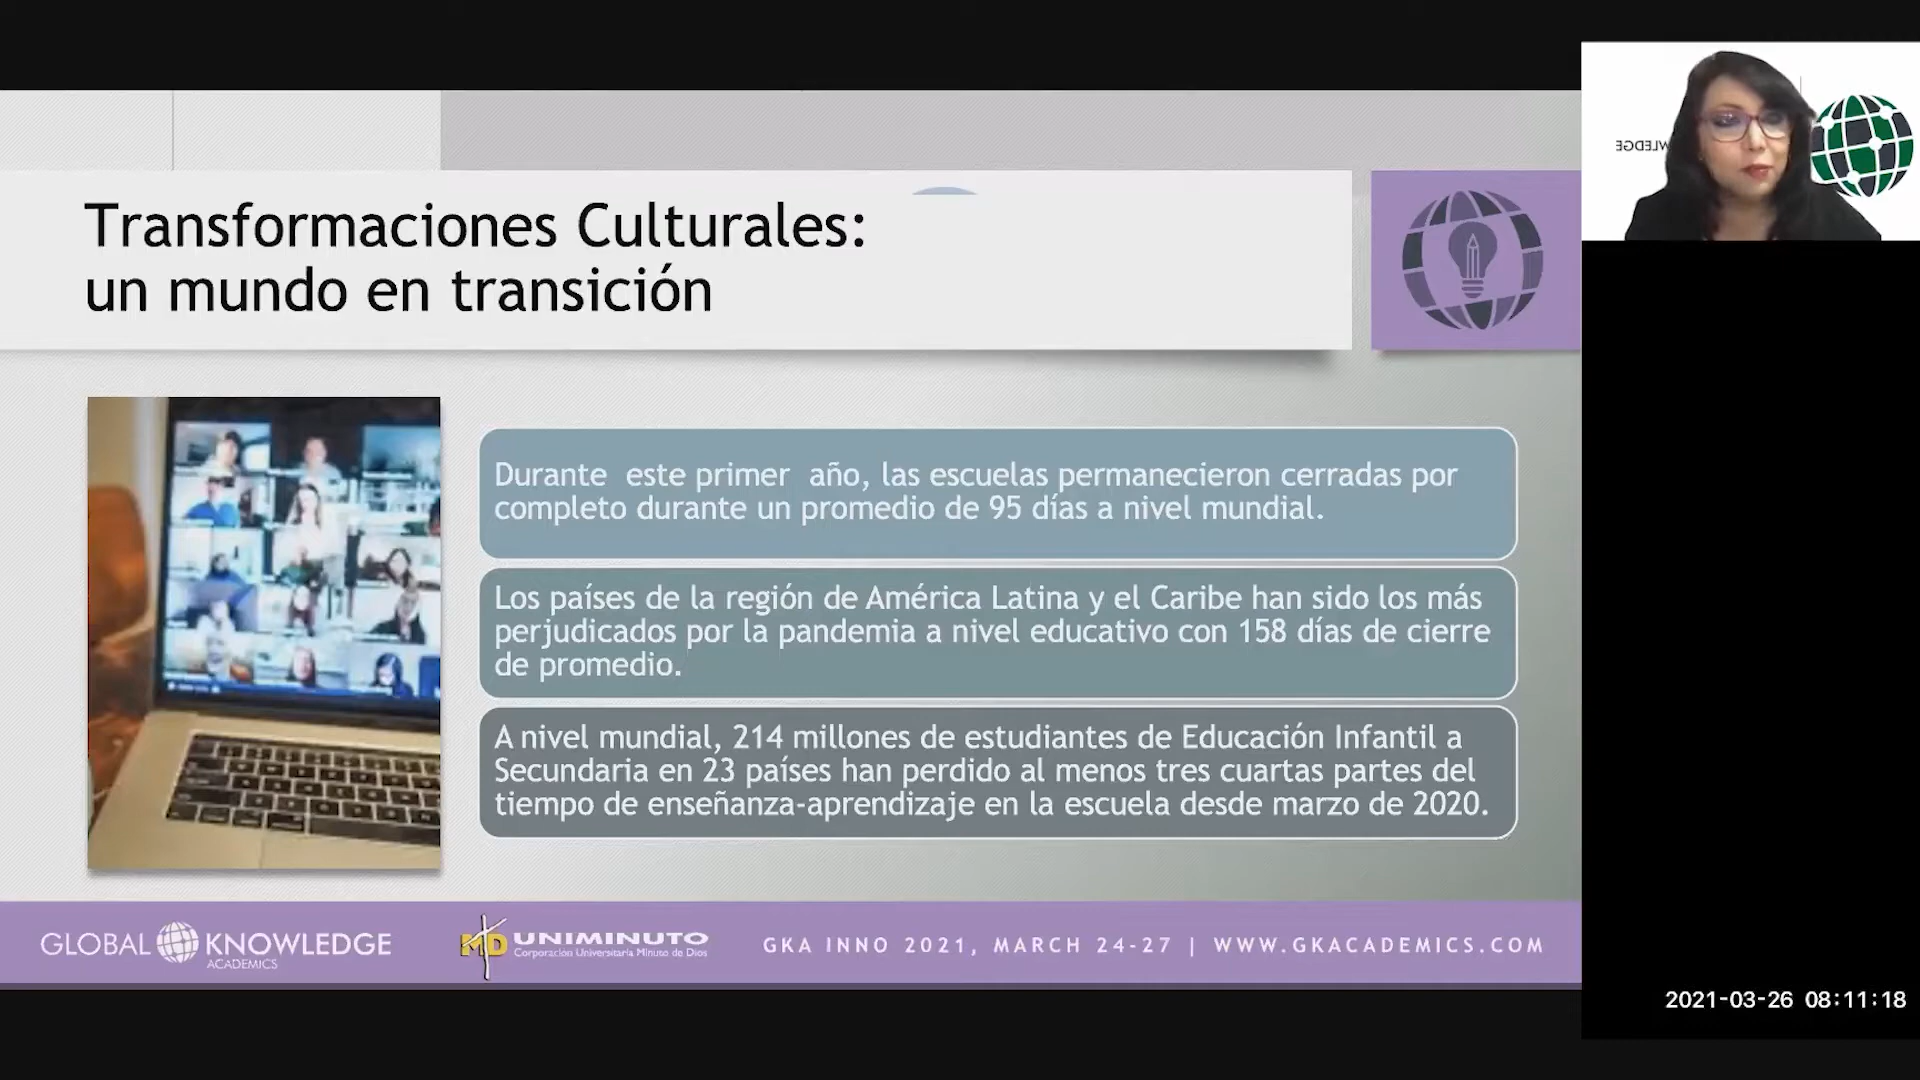 Transformaciones Culturales:
un mundo en transición
Durante este primer año, las escuelas permanecieron cerradas por
completo durante un promedio de 95 días a nivel mundial.
Los países de la región de América Latina y el Caribe han sido los más
perjudicados por la pandemia a nivel educativo con 158 días de cierre
de promedio.
A nivel mundial, 214 millones de estudiantes de Educación Infantil a
Secundaria en 23 países han perdido al menos tres cuartas partes del
tiempo de enseñanza-aprendizaje en la escuela desde marzo de 2020.
GLOBAL KNOWLEDGE
ACADEMICS
MD UNIMINUTO
Corporación Universitaria Minuto de Dios
GKA INNO 2021, MARCH 24-27 | WWW.GKACADEMICS.COM
2021-03-26 08:11:18